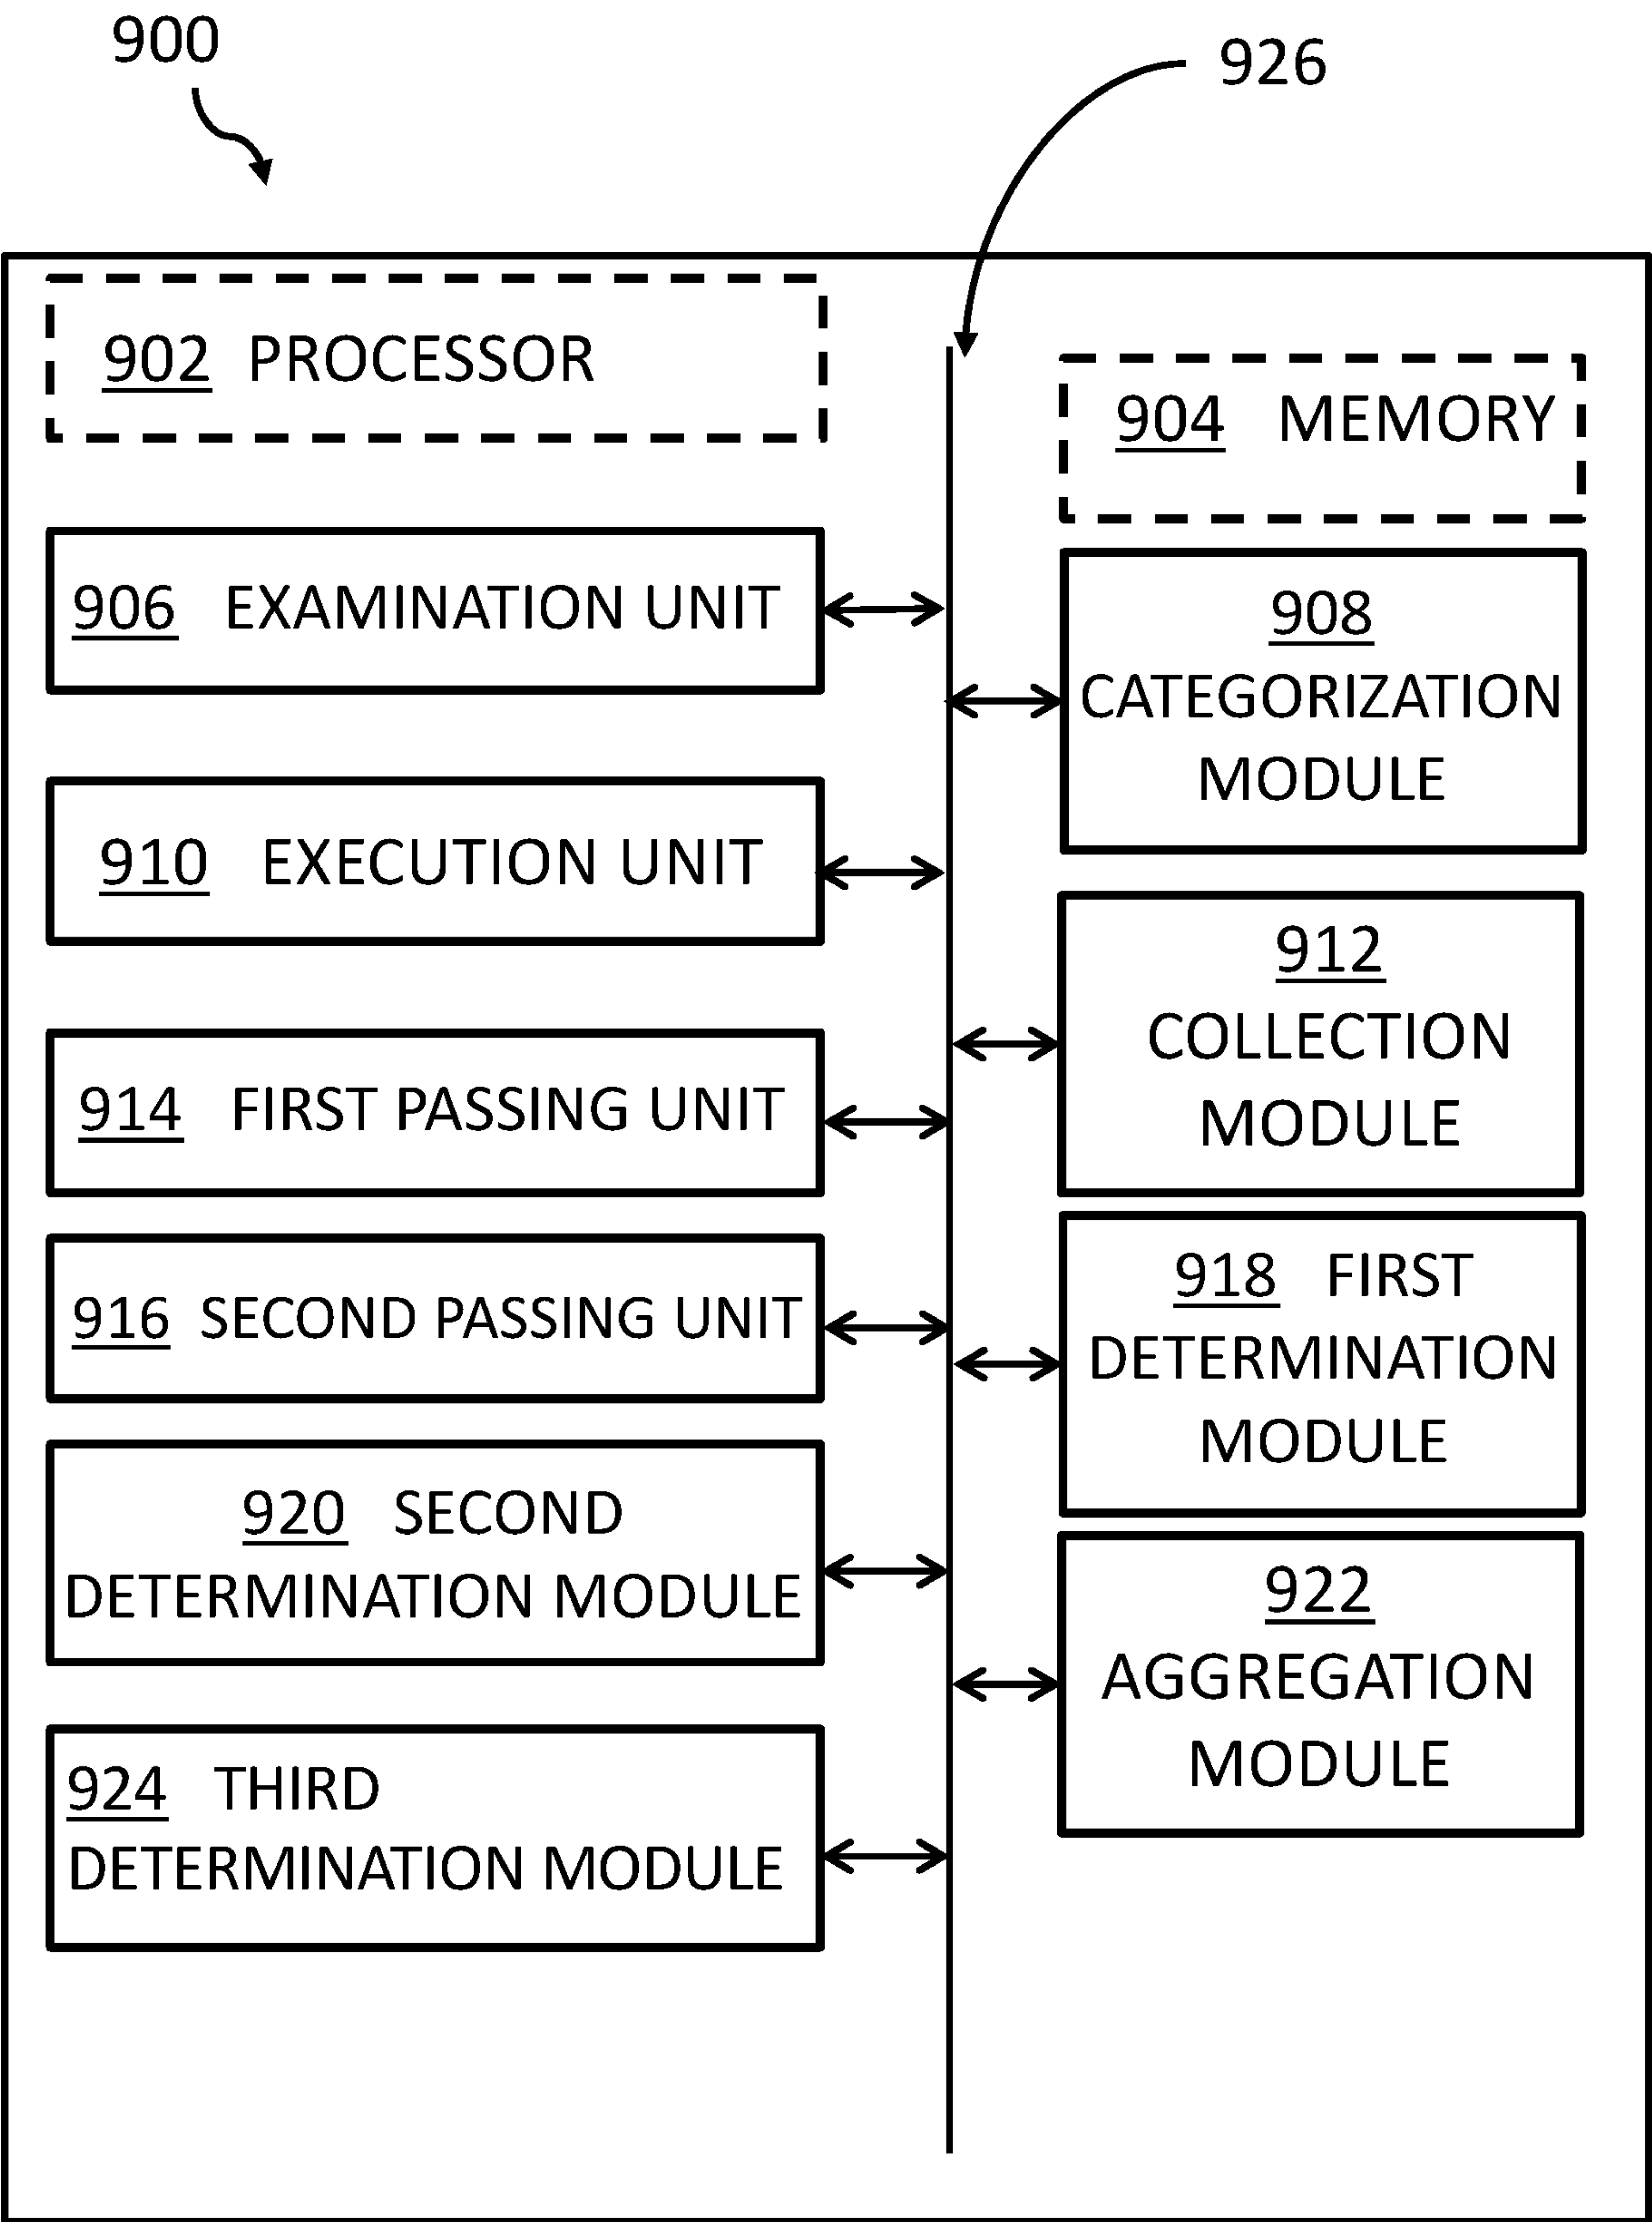 900
926
902 PROCESSOR
904 MEMORY
906 EXAMINATION UNIT
908
CATEGORIZATION
MODULE
910 EXECUTION UNIT
912
COLLECTION
MODULE
914 FIRST PASSING UNIT
916 SECOND PASSING UNIT
918 FIRST
DETERMINATION
MODULE
920 SECOND
DETERMINATION MODULE
922
AGGREGATION
MODULE
924 THIRD
DETERMINATION MODULE